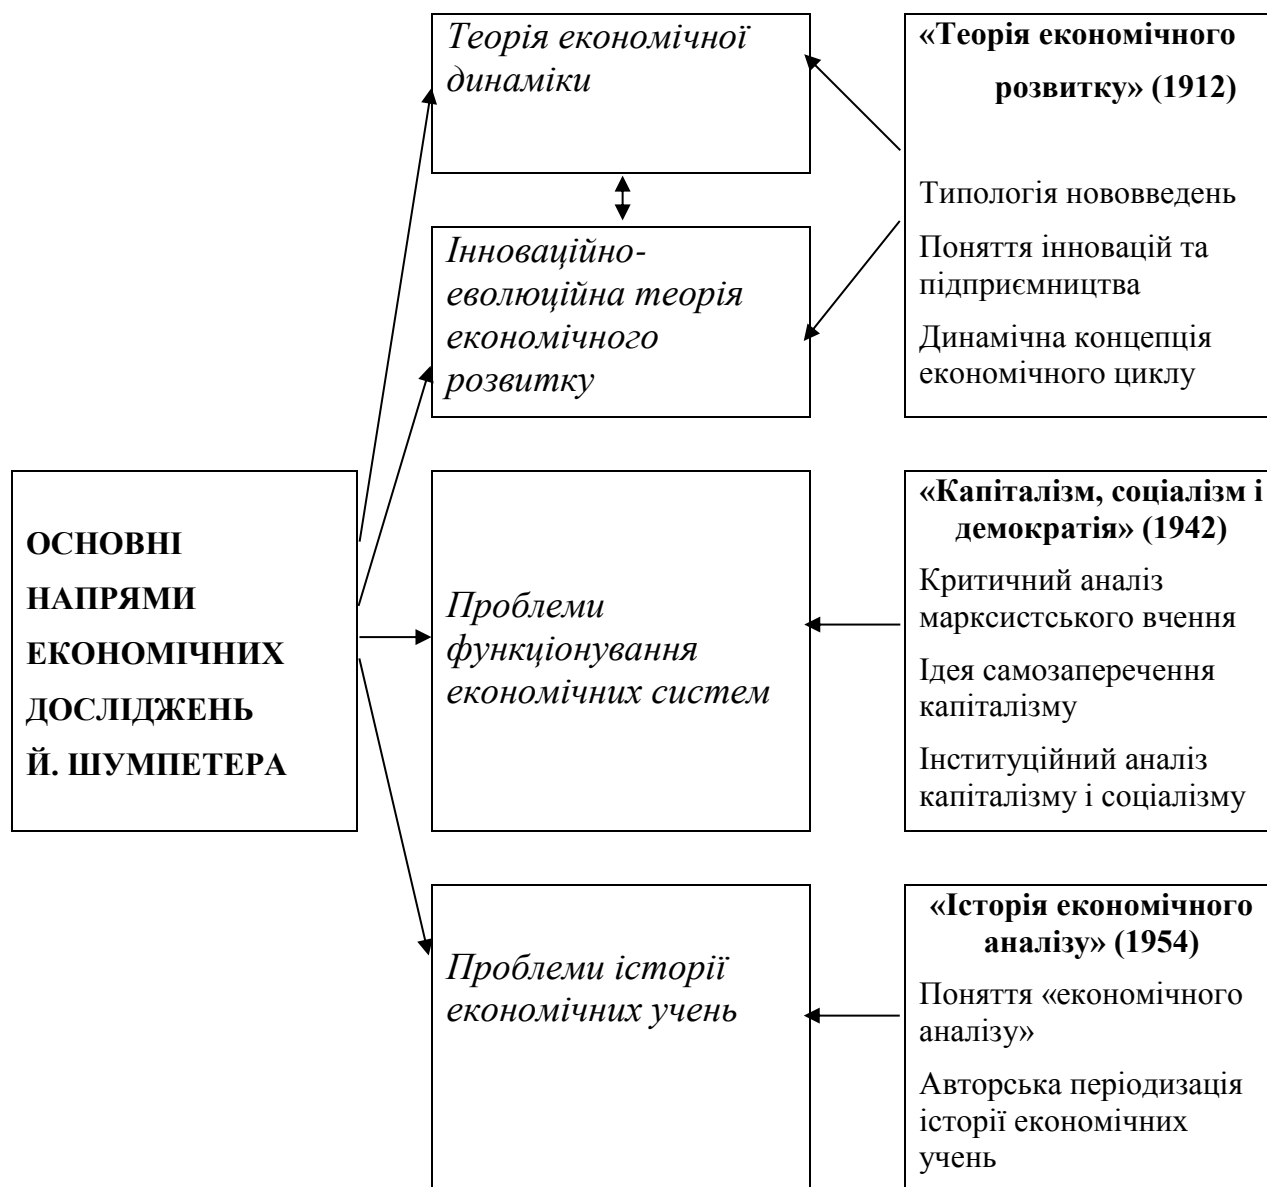 Теорія економічної
динаміки
«Теорія економічного
розвитку» (1912)
Типологія нововведень
Поняття інновацій та
підприємництва
Динамічна концепція
економічного циклу
Інноваційно-
еволюційна теорія
економічного
розвитку
ОСНОВНІ
НАПРЯМИ
ЕКОНОМІЧНИХ
ДОСЛІДЖЕНЬ
Й. ШУМПЕТЕРА
Проблеми
функціонування
економічних систем
«Капіталізм, соціалізм і
демократія» (1942)
Критичний аналіз
марксистського вчення
Ідея самозаперечення
капіталізму
Інституційний аналіз
капіталізму і соціалізму
Проблеми історії
економічних учень
«Історія економічного
аналізу» (1954)
Поняття «економічного
аналізу»
Авторська періодизація
історії економічних
учень